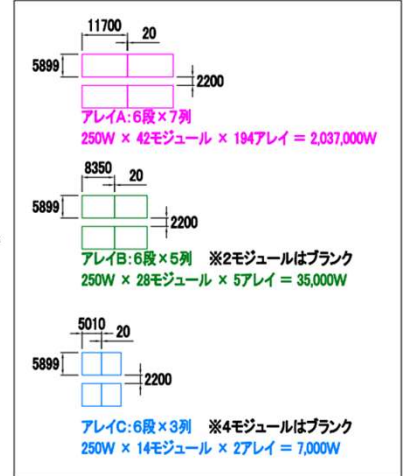 11700
20
5899
2200
アレイA:6段×7列
250W × 42モジュール × 194アレイ = 2,037,000W
8350
20
5899
2200
アレイB:6段×5列 ※2モジュールはブランク
250W × 28モジュール × 5アレイ = 35,000W
5010
20
5899
2200
アレイC:6段×3列 ※4モジュールはブランク
250W × 14モジュール × 2アレイ = 7,000W